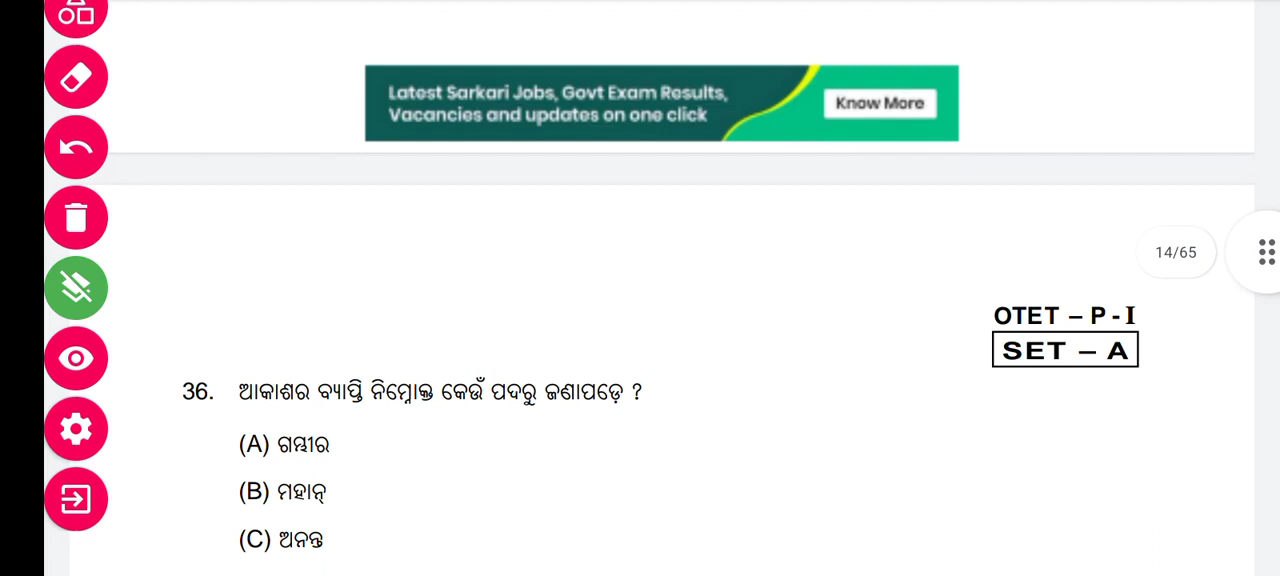 Latest Sarkari Jobs, Govt Exam Results,
Vacancies and updates on one click
Know More
14/65
OTET – P - I
SET – A
36. ଆକାଶର ବ୍ୟାପ୍ତି ନିମ୍ନୋକ୍ତ କେଉଁ ପଦରୁ ଜଣାପଡ଼େ ?
(A) ଗମ୍ଭୀର
(B) ମହାନ୍
(C) ଅନନ୍ତ